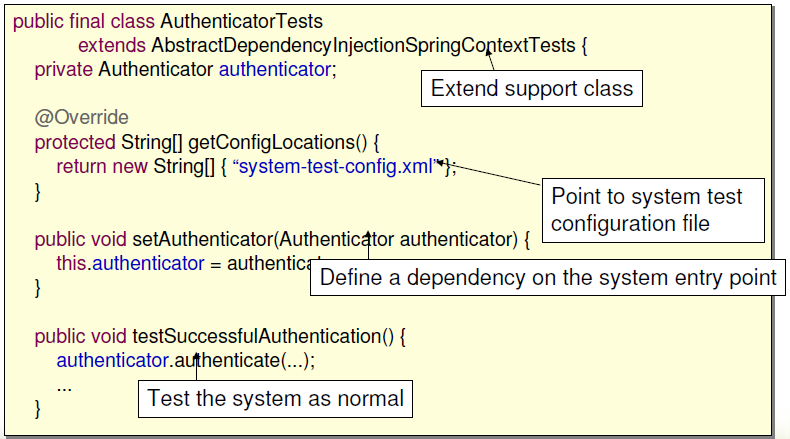 public final class AuthenticatorTests
extends AbstractDependencyInjectionSpringContextTests {
private Authenticator authenticator;
Extend support class
@Override
protected String[] getConfigLocations() {
return new String[] { “system-test-config.xml” };
}
Point to system test
configuration file
public void setAuthenticator(Authenticator authenticator) {
this.authenticator =
Define a dependency on the system entry point
}
public void testSuccessfulAuthentication() {
authenticator.authenticate(...);
...
Test the system as normal
}